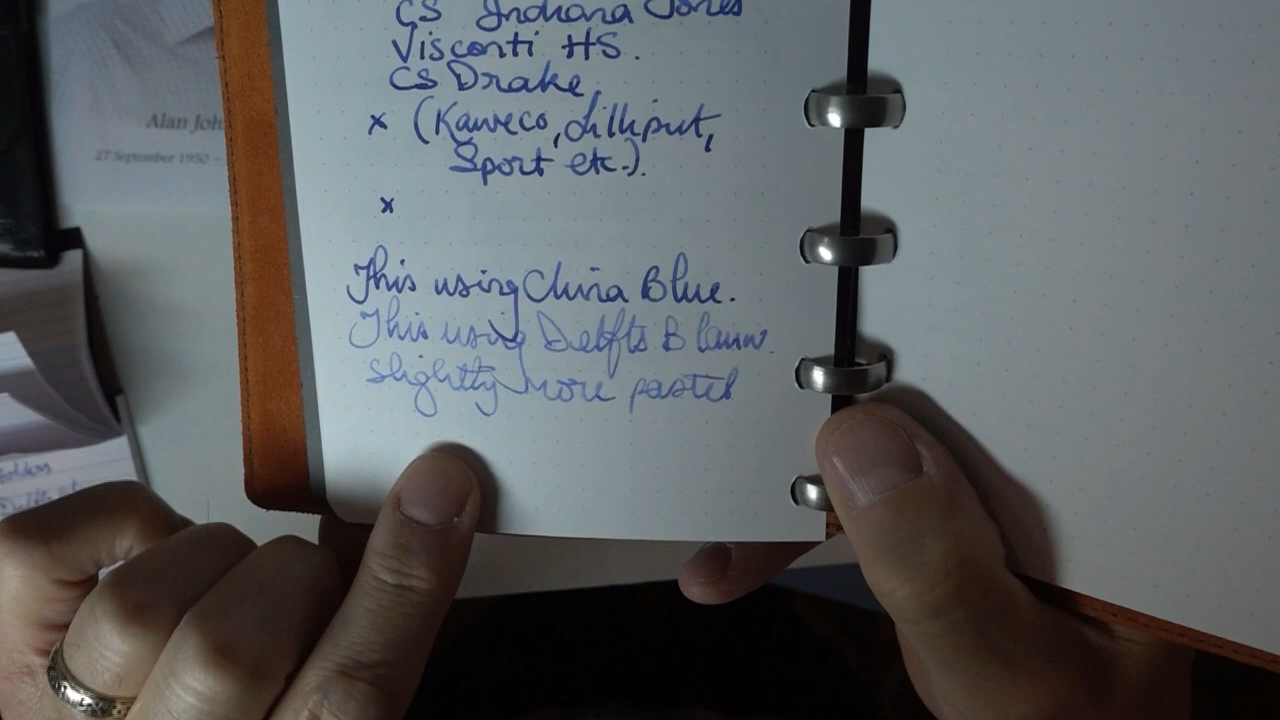 CS Indiana Jones
Visconti HS.
CS Drake,
x (Kaweco, Lilliput,
Sport etc.).
x
This using China Blue.
This using Delfts Blauw.
slightly more pastel
Alan Joh
27 September 1950 –